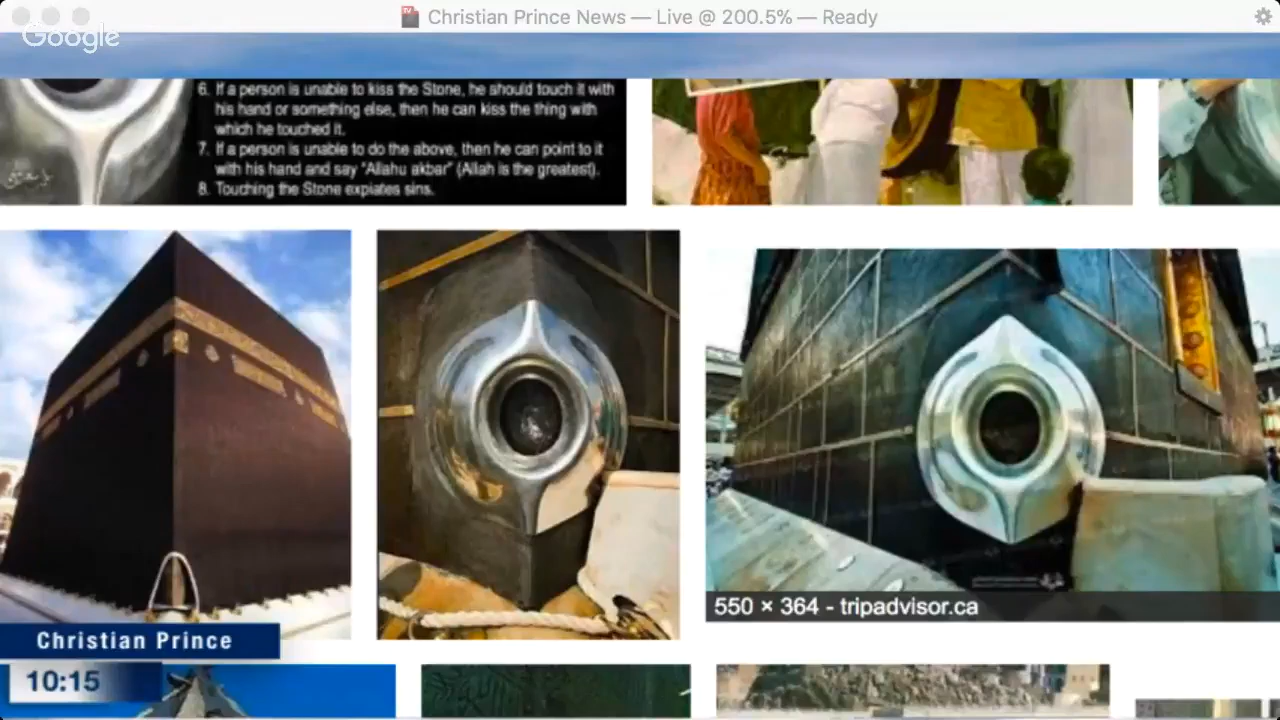 Christian Prince News — Live @ 200.5% — Ready
Google
6. If a person is unable to kiss the Stone, he should touch it with
his hand or something else, then he can kiss the thing with
which he touched it.
7. If a person is unable to do the above, then he can point to it
with his hand and say “Allahu akbar” (Allah is the greatest).
8. Touching the Stone expiates sins.
550 × 364 - tripadvisor.ca
Christian Prince
10:15